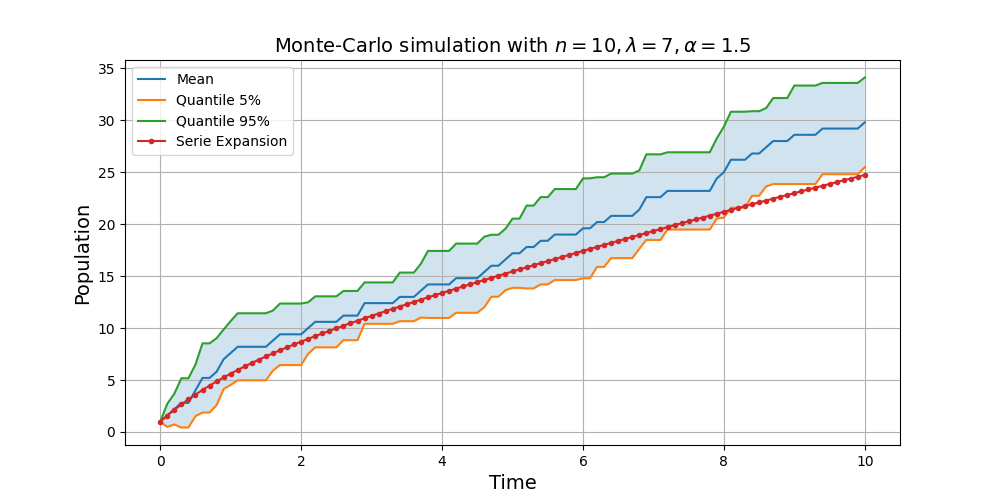 Monte-Carlo simulation with n = 10, λ = 7, α = 1.5
Mean
Quantile 5%
Quantile 95%
Serie Expansion
Population
35
30
25
20
15
10
5
0
0 2 4 6 8 10
Time